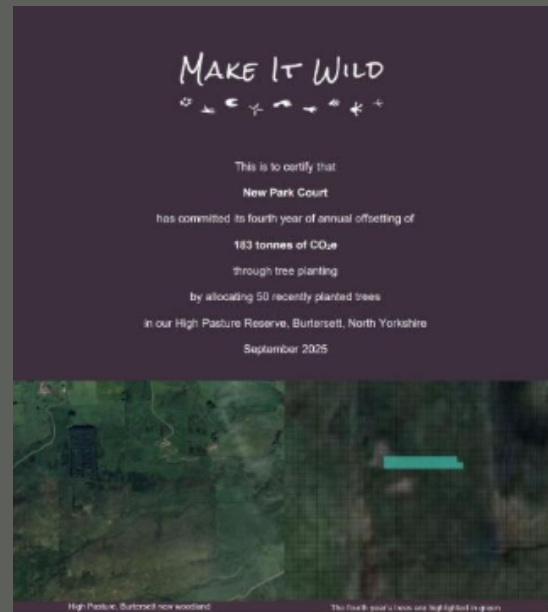 MAKE IT WILD
This is to certify that
New Park Court
has committed its fourth year of annual offsetting of
183 tonnes of CO₂e
through tree planting
by allocating 50 recently planted trees
in our High Pasture Reserve, Burtersett, North Yorkshire
September 2025
High Pasture, Burtersett new woodland
The fourth year's trees are highlighted in green